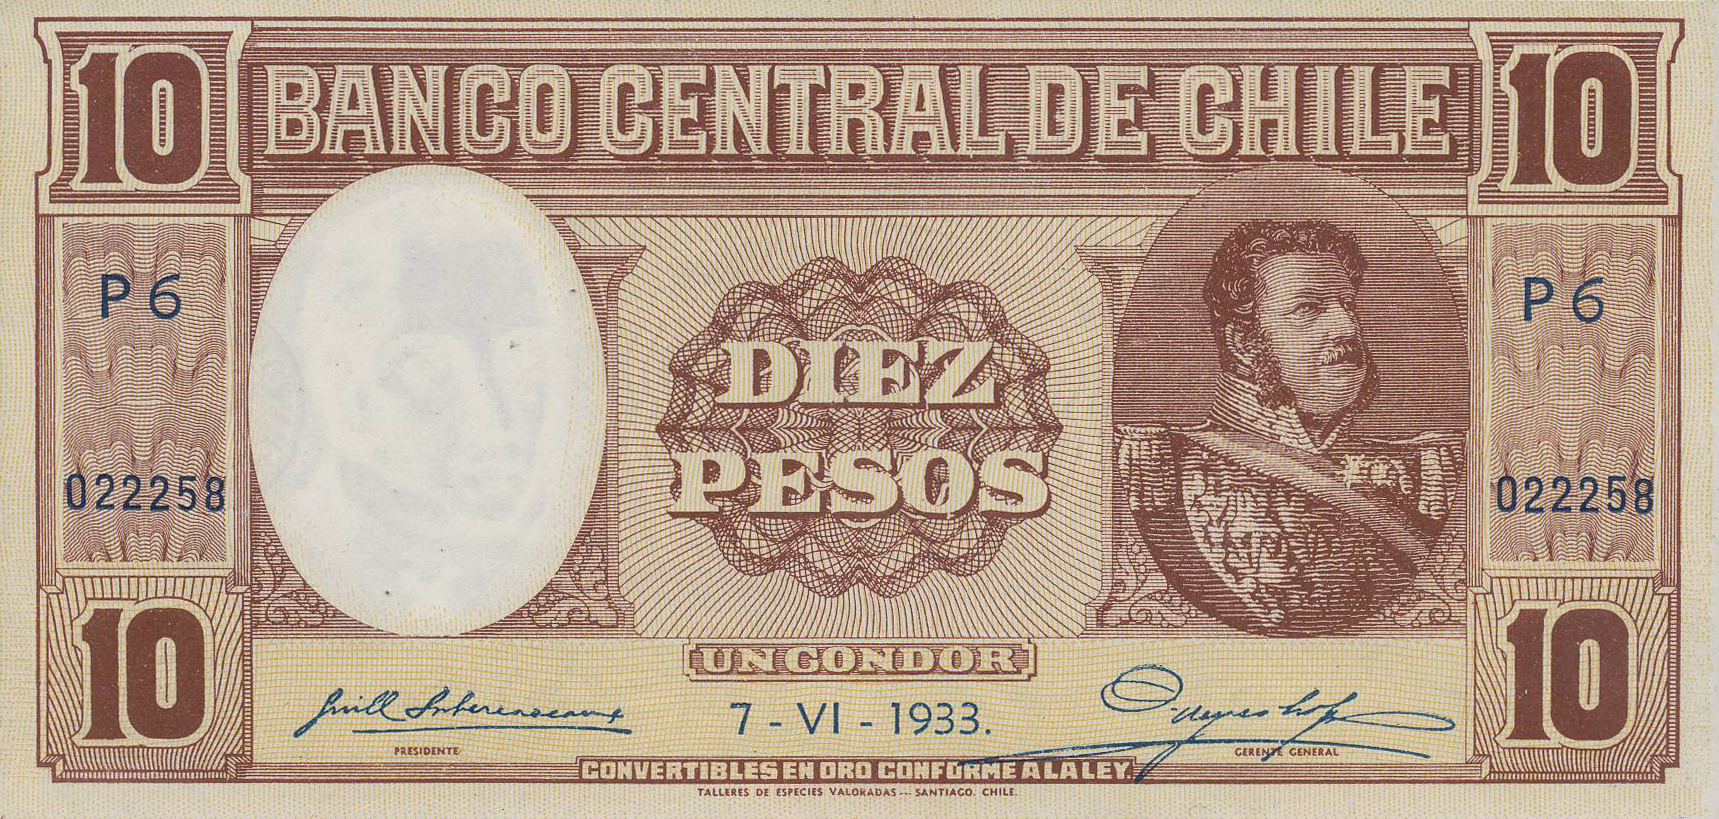 10 BANCO CENTRAL DE CHILE 10
P 6 P 6
DIEZ
PESOS
022258 022258
10 UN CONDOR 10
7 - VI - 1933.
PRESIDENTE GERENTE GENERAL
CONVERTIBLES EN ORO CONFORME A LA LEY.
TALLERES DE ESPECIES VALORADAS --- SANTIAGO. CHILE.